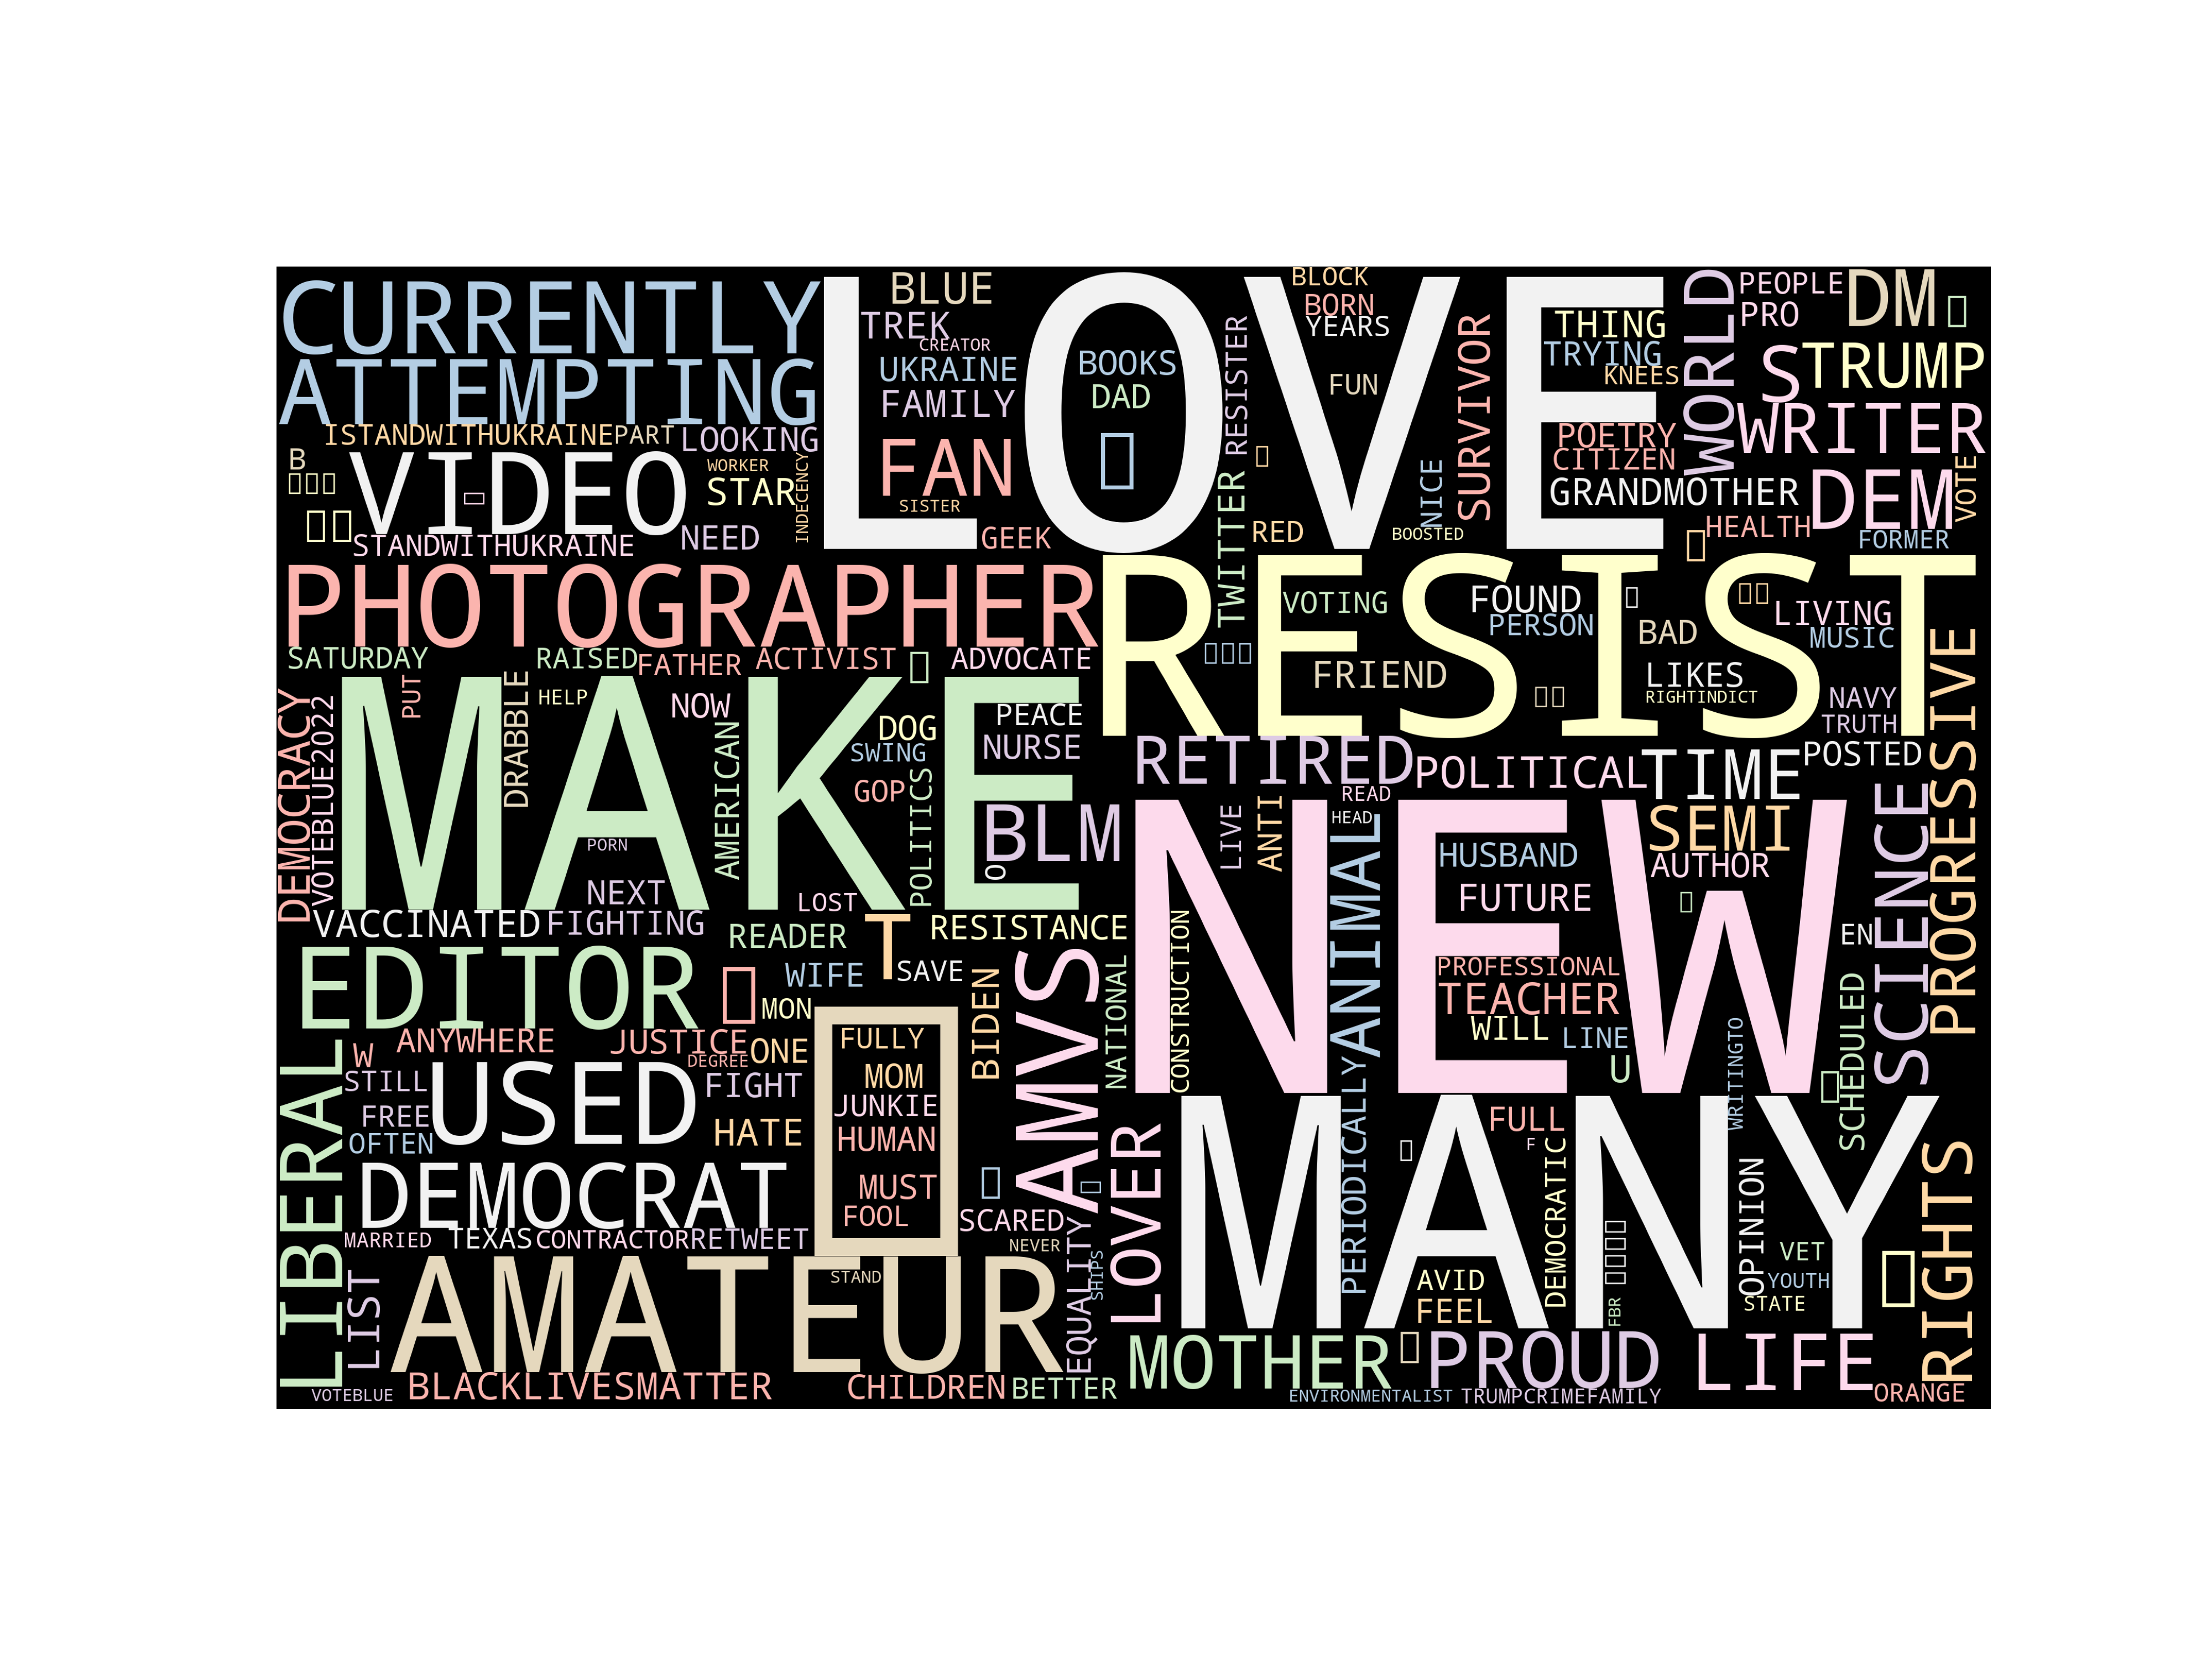 CURRENTLY
ATTEMPTING
LOVE
BLUE
TREK
CREATOR
UKRAINE
FAMILY
FAN
SISTER
GEEK
BOOKS
DAD
BLOCK
BORN
YEARS
RESISTER
FUN
TWITTER
RED
NICE
SURVIVOR
BOOSTED
THING
TRYING
KNEES
POETRY
CITIZEN
GRANDMOTHER
WORLD
PEOPLE
PRO
DM
S
TRUMP
WRITER
DEM
VOTE
HEALTH
FORMER
ISTANDWITHUKRAINE
PART
LOOKING
B
VIDEO
WORKER
STAR
INDECENCY
STANDWITHUKRAINE
NEED
PHOTOGRAPHER
RESIST
VOTING
FOUND
PERSON
BAD
LIVING
MUSIC
FRIEND
LIKES
RIGHTINDICT
NAVY
TRUTH
PROGRESSIVE
SATURDAY
RAISED
FATHER
ACTIVIST
ADVOCATE
DEMOCRACY
VOTEBLUE2022
MAKE
PUT
DRABBLE
HELP
NOW
AMERICAN
PORN
NEXT
DOG
SWING
GOP
POLITICS
LOST
PEACE
NURSE
BLM
O
RETIRED
POLITICAL
TIME
POSTED
NEW
LIVE
ANTI
READ
HEAD
ANIMAL
HUSBAND
FUTURE
SEMI
AUTHOR
SCIENCE
EN
PROFESSIONAL
TEACHER
WILL
LINE
U
WRITINGTO
SCHEDULED
VACCINATED
FIGHTING
READER
T
RESISTANCE
EDITOR
WIFE
SAVE
MON
BIDEN
AMVS
NATIONAL
CONSTRUCTION
W
ANYWHERE
JUSTICE
DEGREE
ONE
STILL
USED
FIGHT
FREE
OFTEN
HATE
LIBERAL
FULLY
MOM
JUNKIE
HUMAN
MUST
FOOL
DEMOCRAT
SCARED
NEVER
MARRIED
TEXAS
CONTRACTOR
RETWEET
LIST
AMATEUR
STAND
EQUALITY
SHIPS
LOVER
MANY
PERIODICALLY
FULL
F
DEMOCRATIC
AVID
FEEL
FBR
OPINION
VET
YOUTH
STATE
RIGHTS
VOTEBLUE
BLACKLIVESMATTER
CHILDREN
BETTER
MOTHER
PROUD
LIFE
ENVIRONMENTALIST
TRUMPCRIMEFAMILY
ORANGE